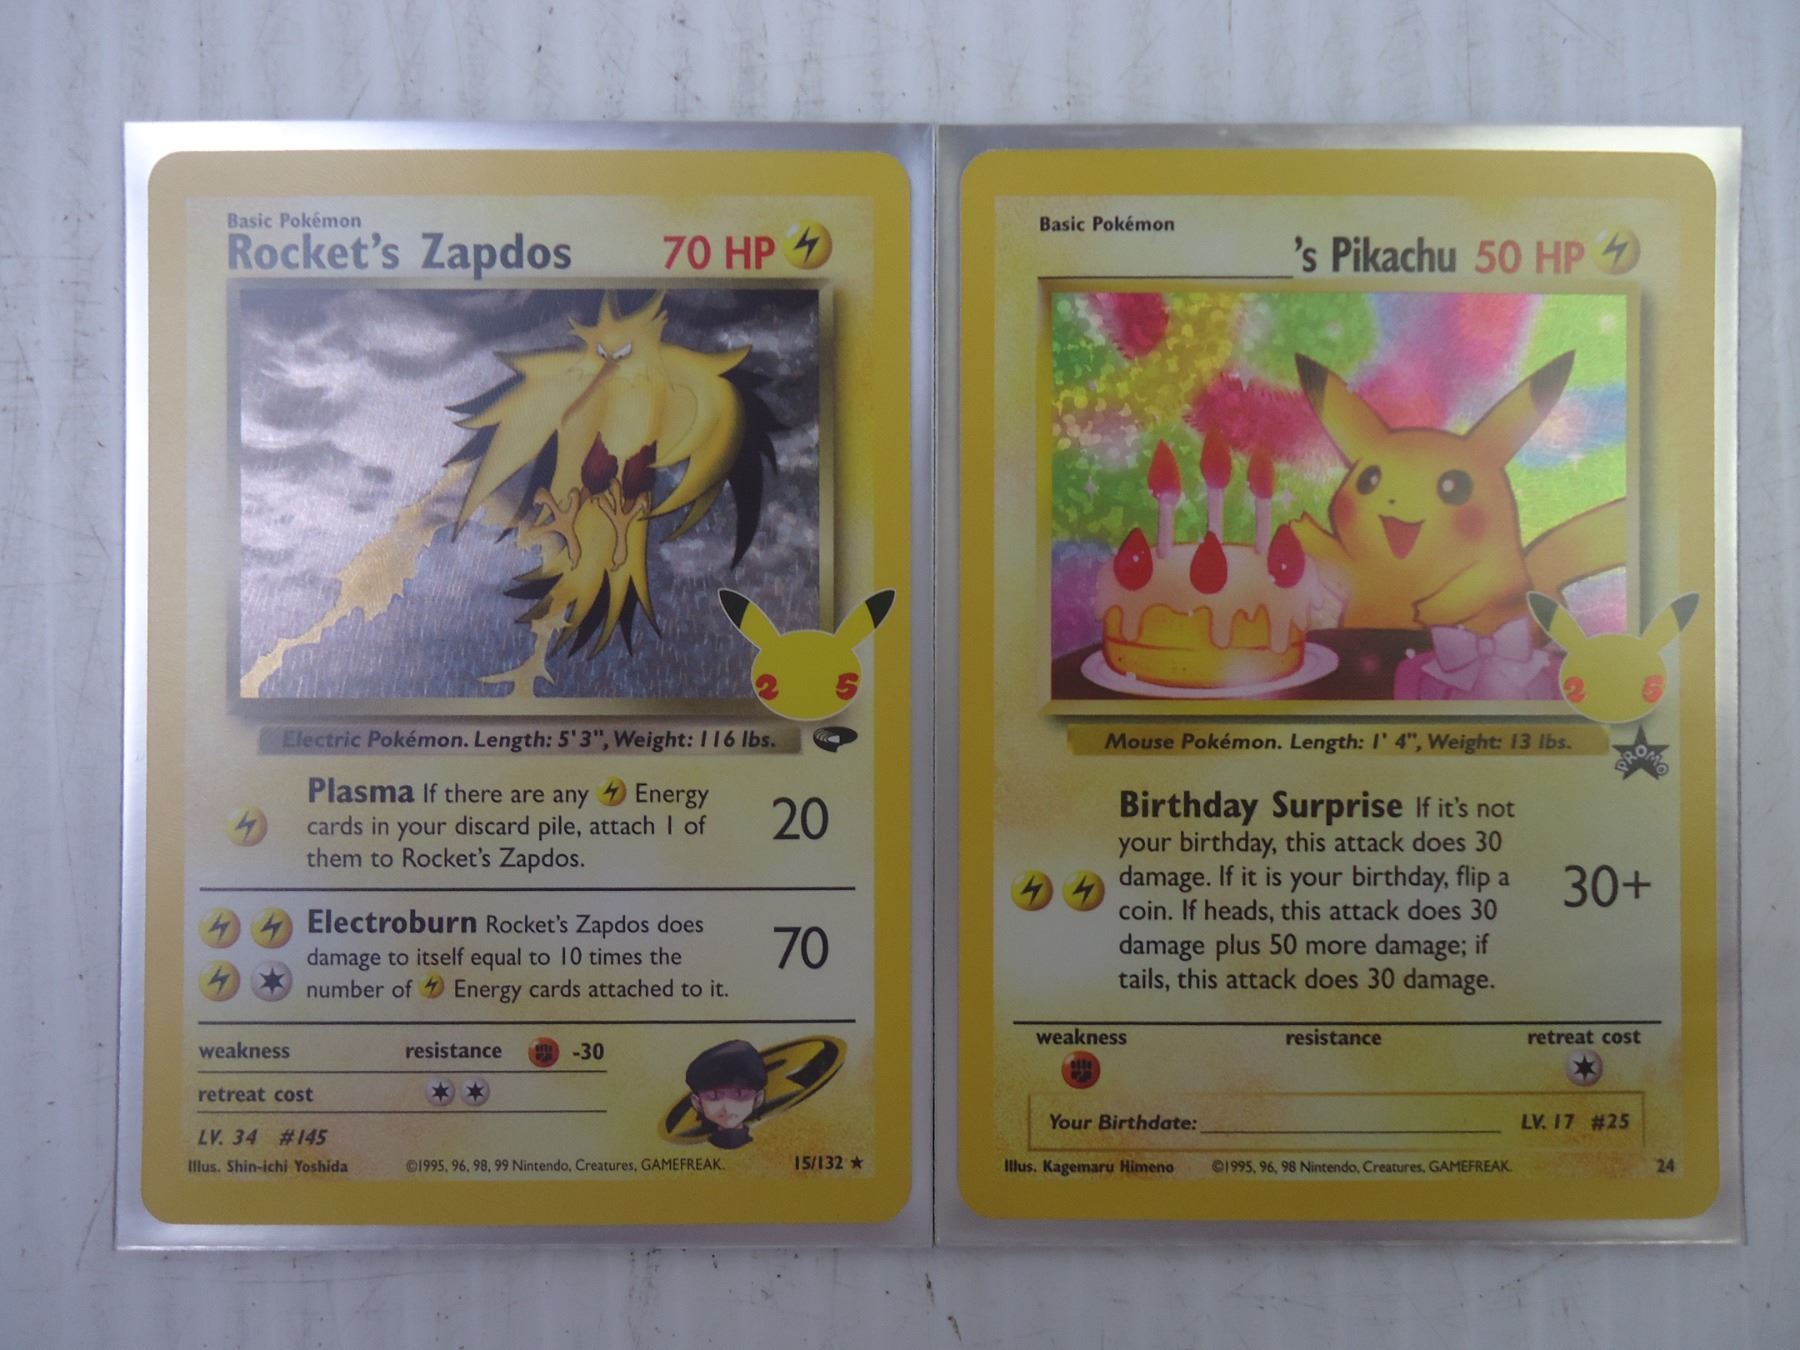 Basic Pokémon
Rocket's Zapdos 70 HP
2 5
Electric Pokémon. Length: 5'3", Weight: 116 lbs.
Plasma If there are any Energy
cards in your discard pile, attach 1 of
them to Rocket's Zapdos.
20
Electroburn Rocket's Zapdos does
damage to itself equal to 10 times the
number of Energy cards attached to it.
70
weakness resistance -30
retreat cost
LV. 34 #145
Illus. Shin-ichi Yoshida ©1995, 96, 98, 99 Nintendo, Creatures, GAMEFREAK. 15/132 ★
Basic Pokémon
____________'s Pikachu 50 HP
2 5
Mouse Pokémon. Length: 1' 4", Weight: 13 lbs.
PROMO
Birthday Surprise If it's not
your birthday, this attack does 30
damage. If it is your birthday, flip a
coin. If heads, this attack does 30
damage plus 50 more damage; if
tails, this attack does 30 damage.
30+
weakness resistance retreat cost
Your Birthdate:____________________ LV. 17 #25
Illus. Kagemaru Himeno ©1995, 96, 98 Nintendo, Creatures, GAMEFREAK. 24